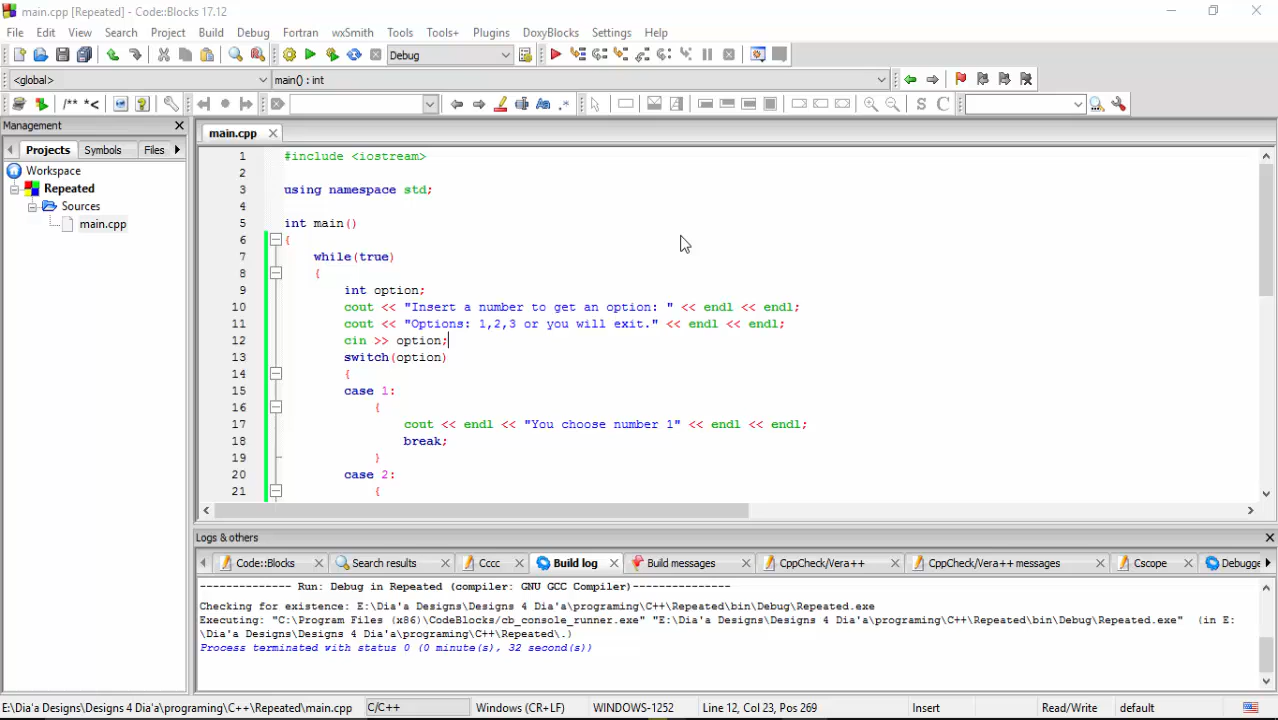 main.cpp [Repeated] - Code::Blocks 17.12
File Edit View Search Project Build Debug Fortran wxSmith Tools Tools+ Plugins DoxyBlocks Settings Help
Debug
<global> main() : int
/** *<
S C
Management
Projects Symbols Files
main.cpp
Workspace
Repeated
Sources
main.cpp
1 #include <iostream>
2
3 using namespace std;
4
5 int main()
6 {
7 while(true)
8 {
9 int option;
10 cout << "Insert a number to get an option: " << endl << endl;
11 cout << "Options: 1,2,3 or you will exit." << endl << endl;
12 cin >> option;
13 switch(option)
14 {
15 case 1:
16 {
17 cout << endl << "You choose number 1" << endl << endl;
18 break;
19 }
20 case 2:
21 {
Logs & others
Code::Blocks Search results Cccc Build log Build messages CppCheck/Vera++ CppCheck/Vera++ messages Cscope Debugge
-------------- Run: Debug in Repeated (compiler: GNU GCC Compiler)---------------
Checking for existence: E:\Dia'a Designs\Designs 4 Dia'a\programing\C++\Repeated\bin\Debug\Repeated.exe
Executing: "C:\Program Files (x86)\CodeBlocks/cb_console_runner.exe" "E:\Dia'a Designs\Designs 4 Dia'a\programing\C++\Repeated\bin\Debug\Repeated.exe" (in E:
\Dia'a Designs\Designs 4 Dia'a\programing\C++\Repeated\.)
Process terminated with status 0 (0 minute(s), 32 second(s))
E:\Dia'a Designs\Designs 4 Dia'a\programing\C++\Repeated\main.cpp C/C++ Windows (CR+LF) WINDOWS-1252 Line 12, Col 23, Pos 269 Insert Read/Write default